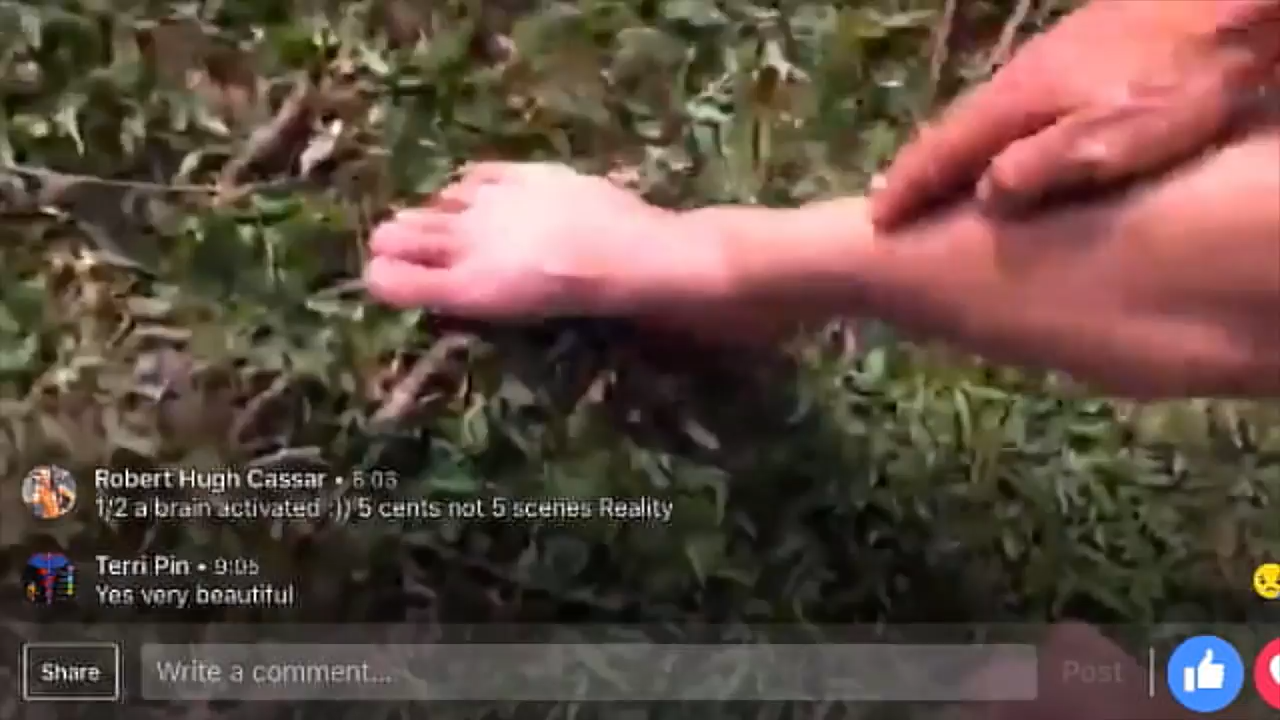 Robert Hugh Cassar • 6:03
1/2 a brain activated :)) 5 cents not 5 scenes Reality
Terri Pin • 9:05
Yes very beautiful
Share
Write a comment...
Post